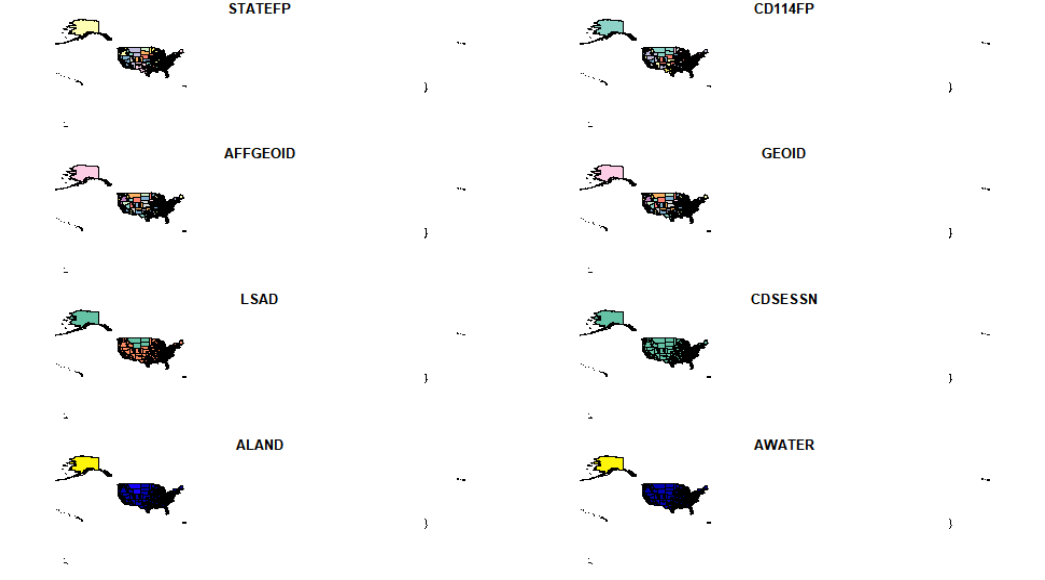 STATEFP
CD114FP
AFFGEOID
GEOID
LSAD
CDSESSN
ALAND
AWATER